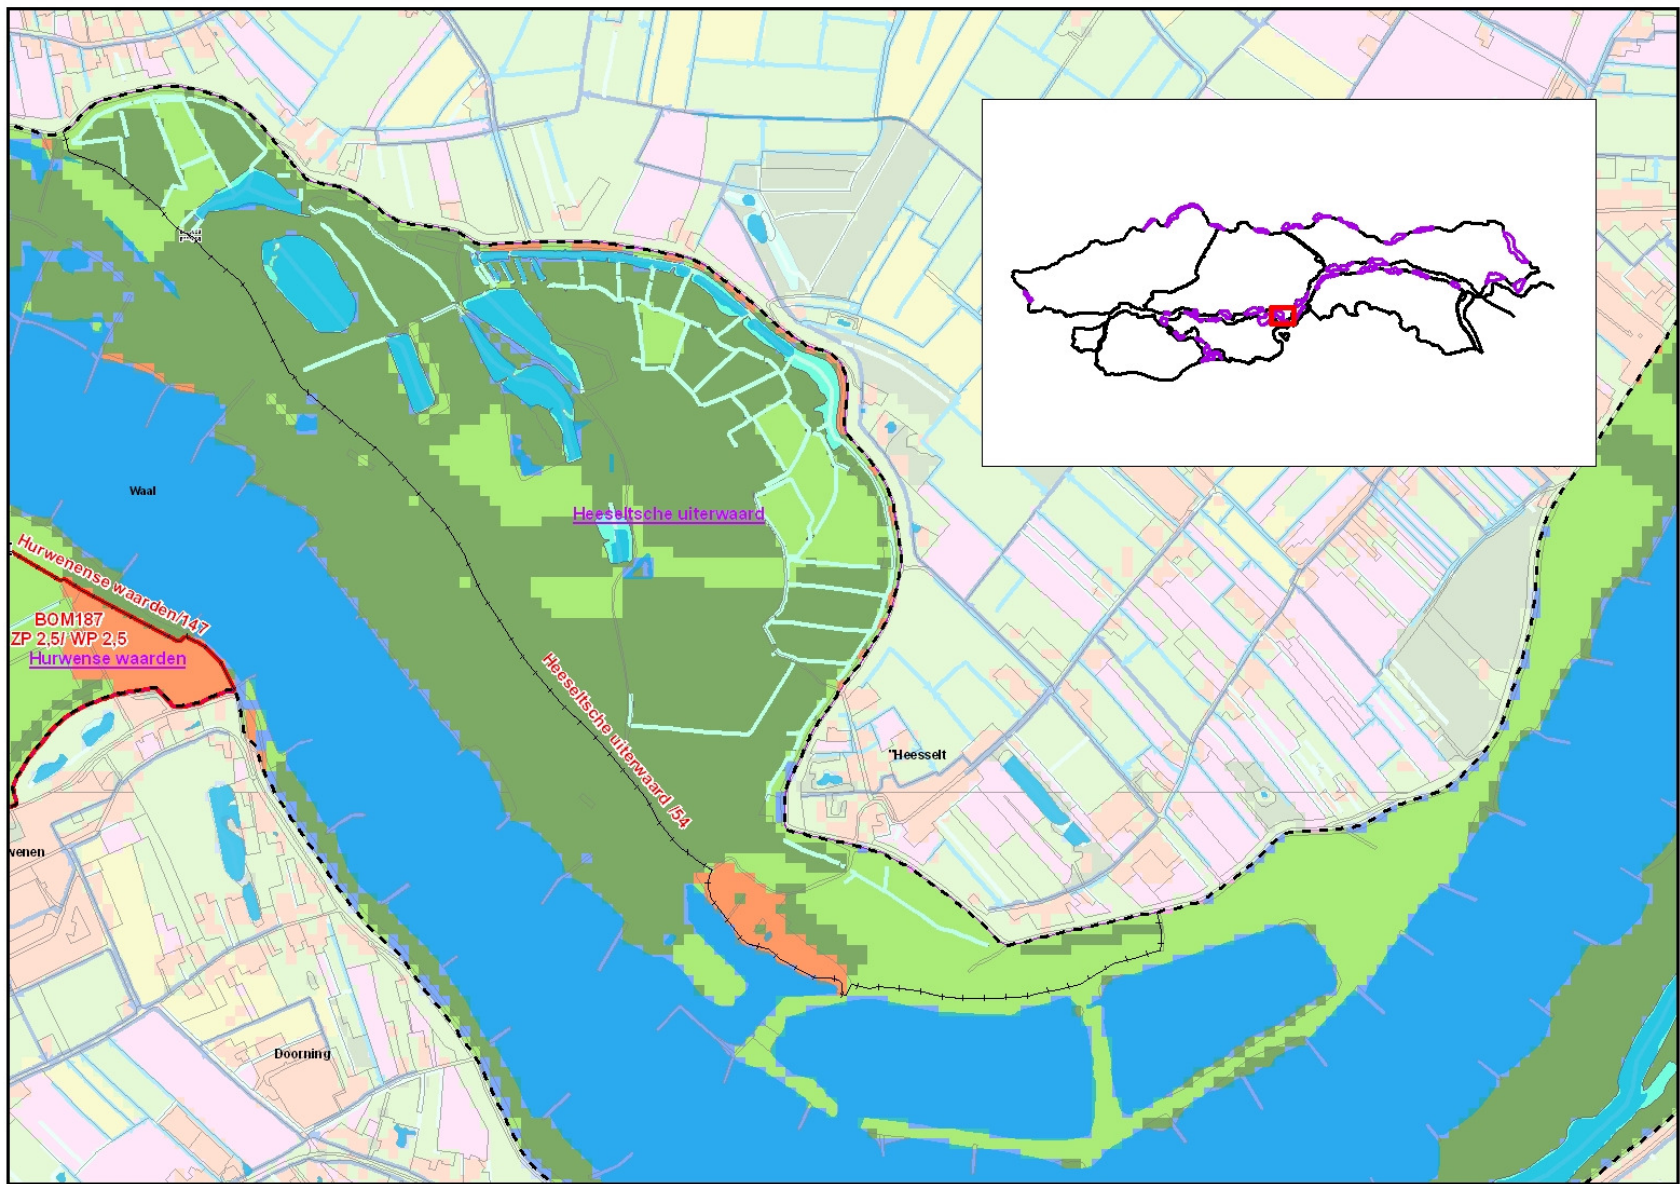 Waal
Heeseltsche uiterwaard
Hurwenense waarden/147
BOM187
ZP 2,5/ WP 2,5
Hurwense waarden
Heeseltsche uiterwaard /54
"Heesselt
wenen
Doorning